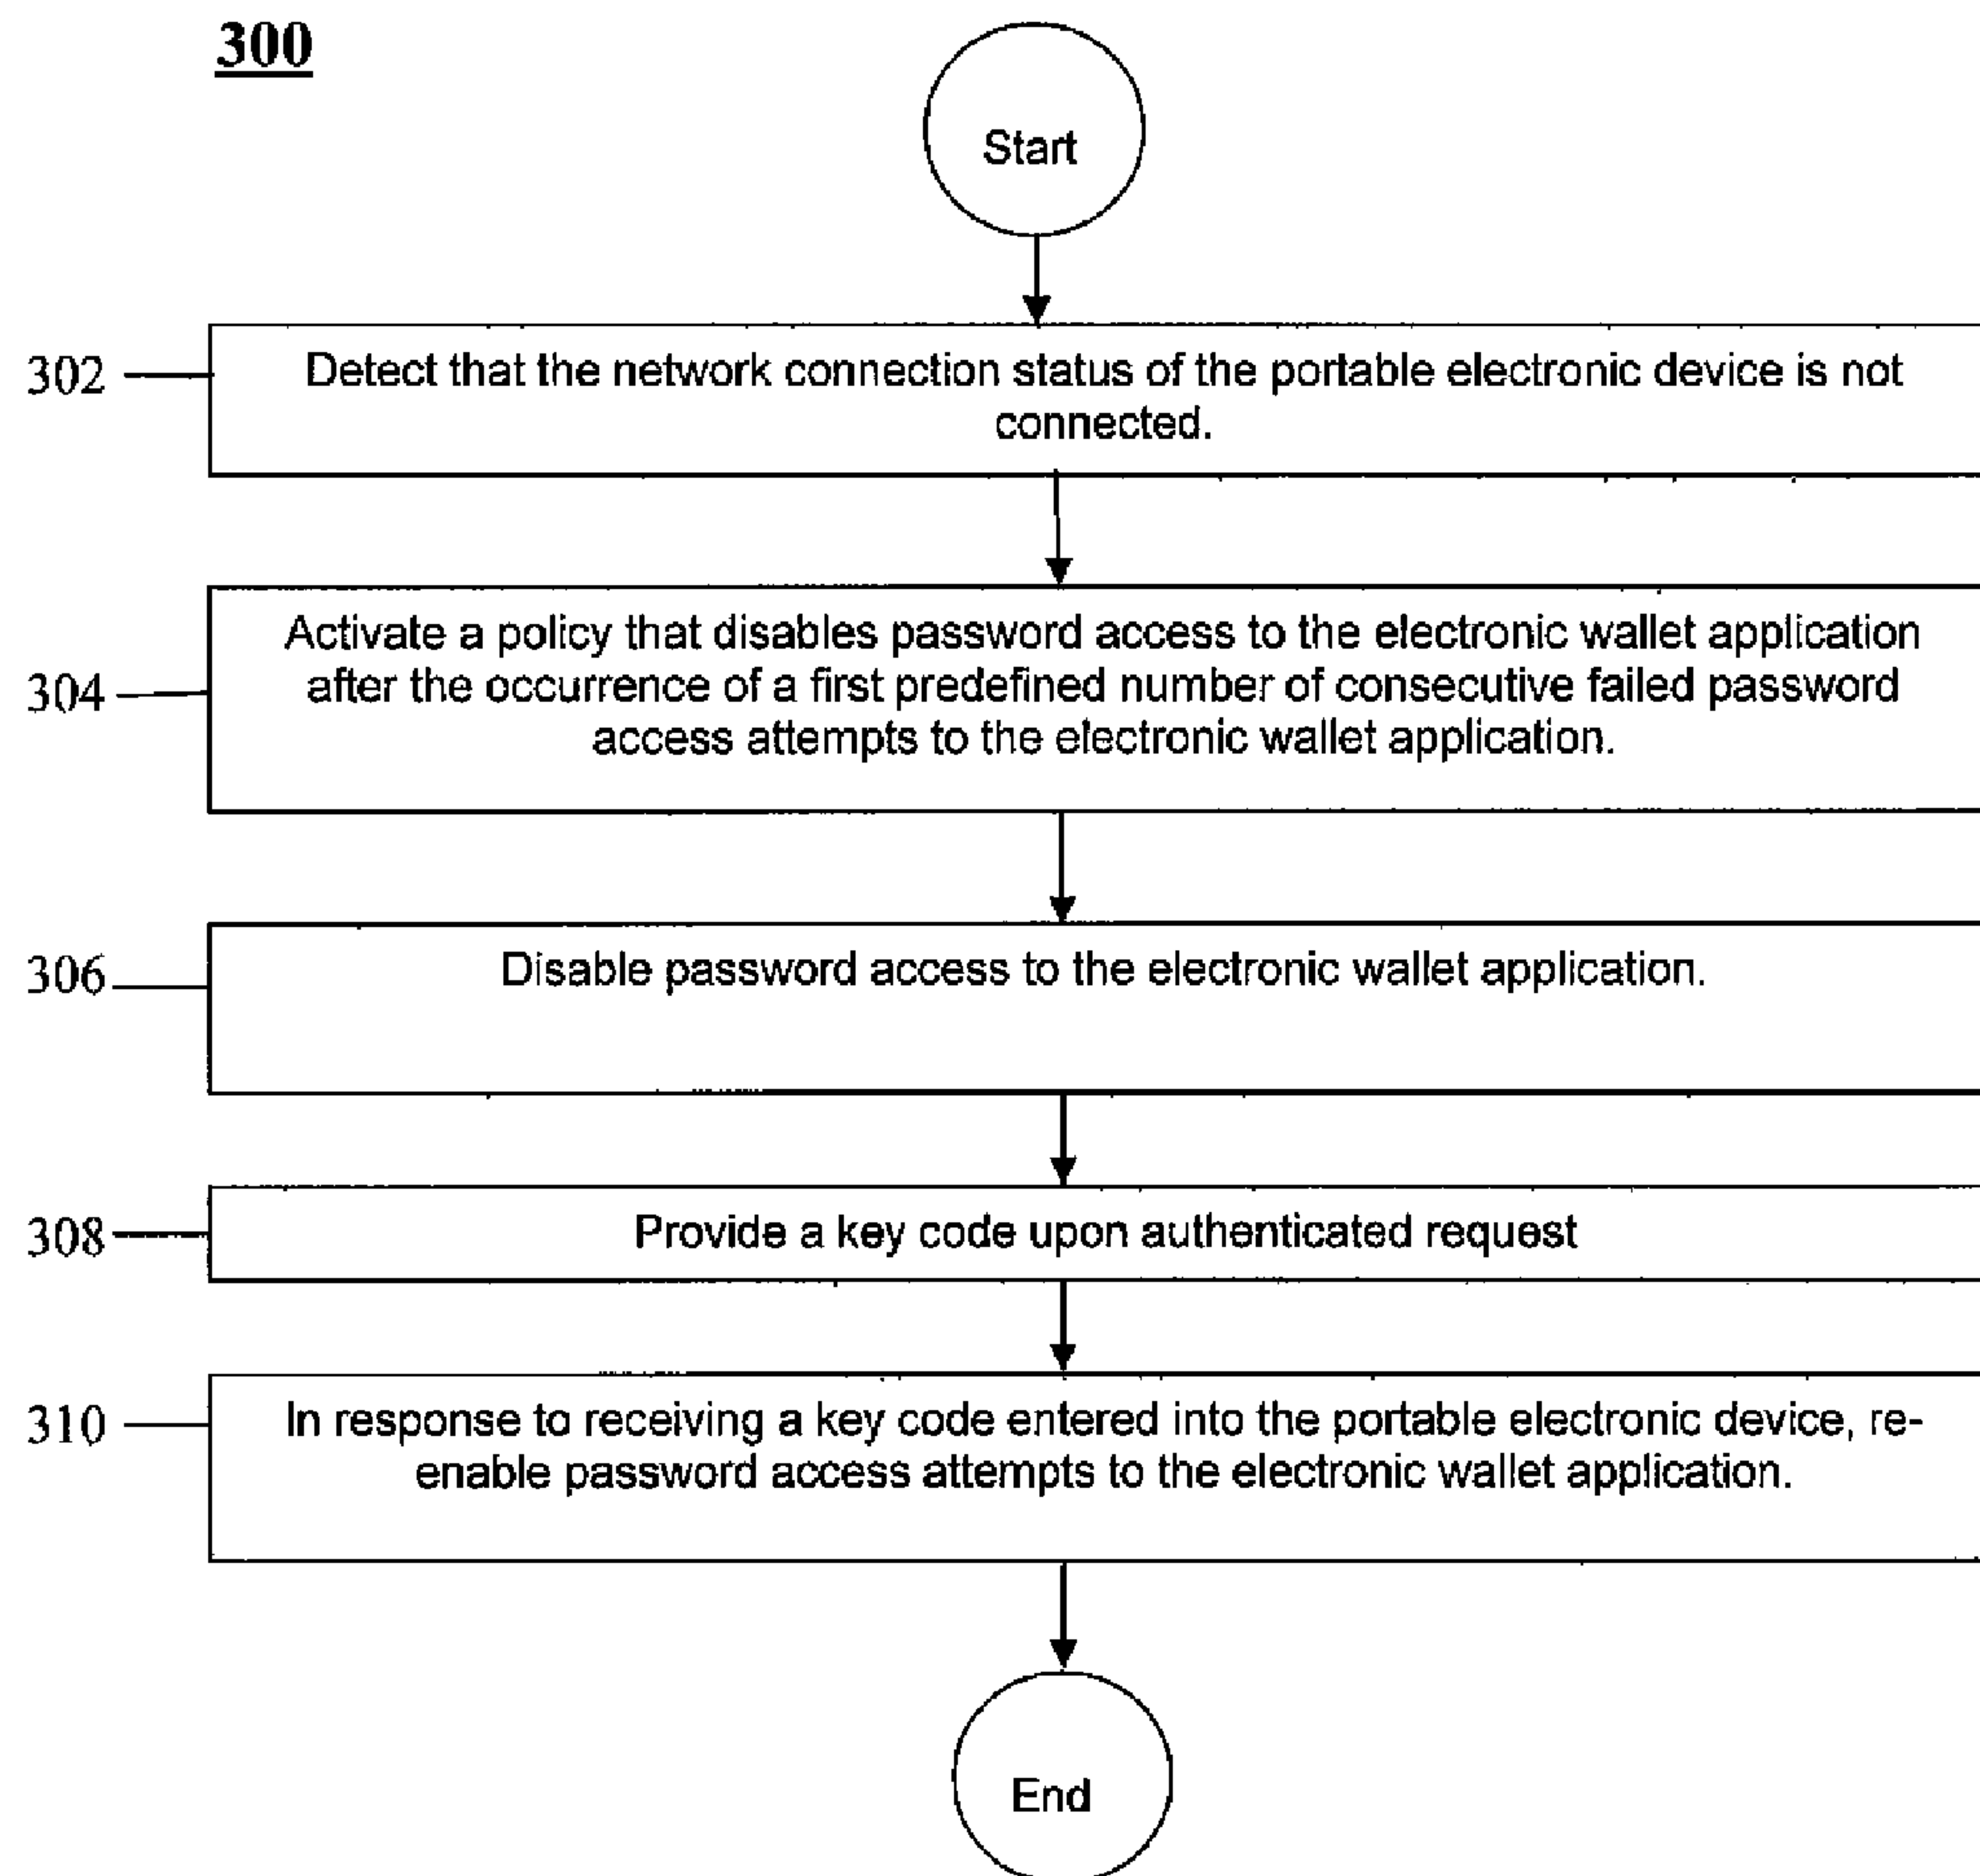 300
Start
302
Detect that the network connection status of the portable electronic device is not
connected.
304
Activate a policy that disables password access to the electronic wallet application
after the occurrence of a first predefined number of consecutive failed password
access attempts to the electronic wallet application.
306
Disable password access to the electronic wallet application.
308
Provide a key code upon authenticated request
310
In response to receiving a key code entered into the portable electronic device, re-
enable password access attempts to the electronic wallet application.
End